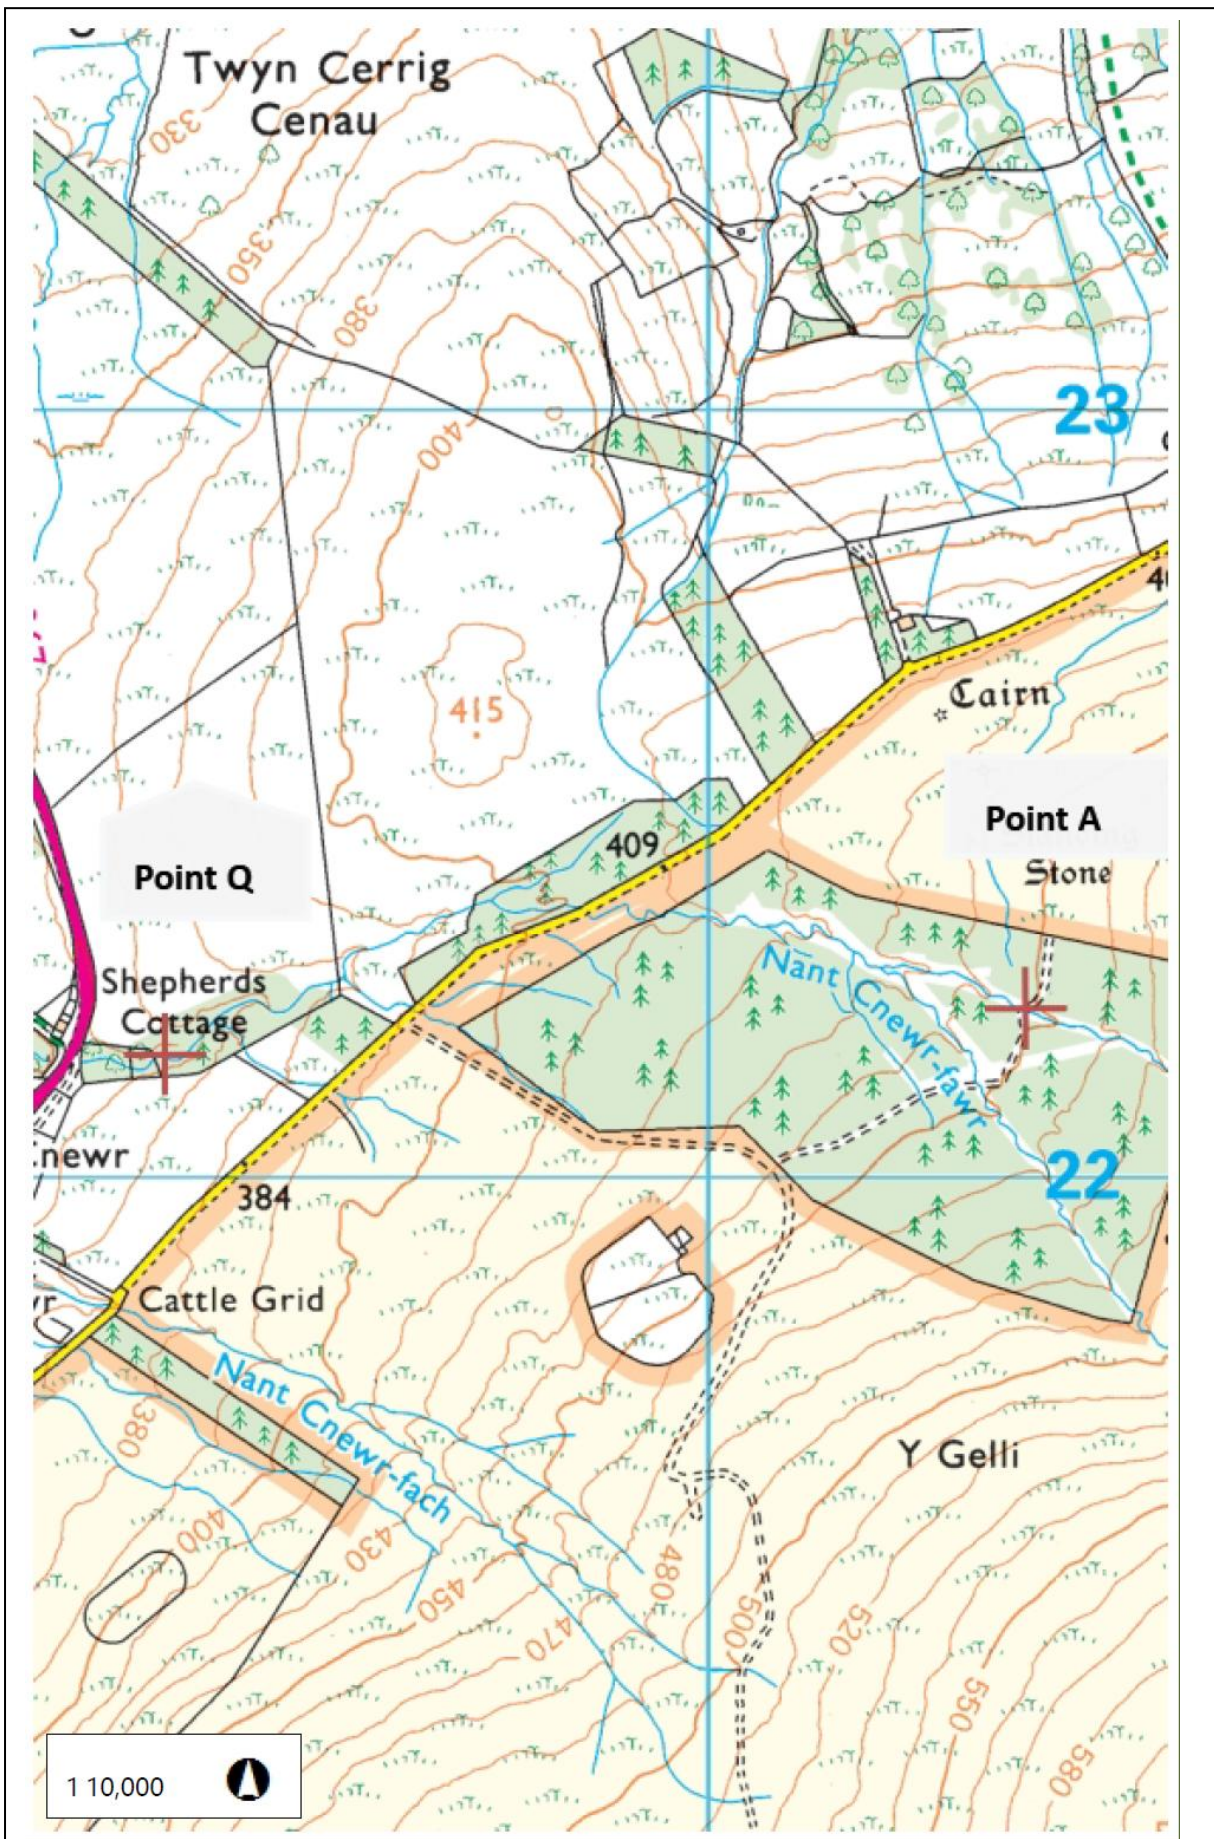 Twyn Cerrig
Cenau
330
350
380
400
23
415
Cairn
409
Point A
Stone
Point Q
Shepherds
Cottage
Nant Cnewr-fawr
newr
22
384
Cattle Grid
Nant Cnewr-fach
380
400
430
450
470
480
500
520
550
580
Y Gelli
1 10,000